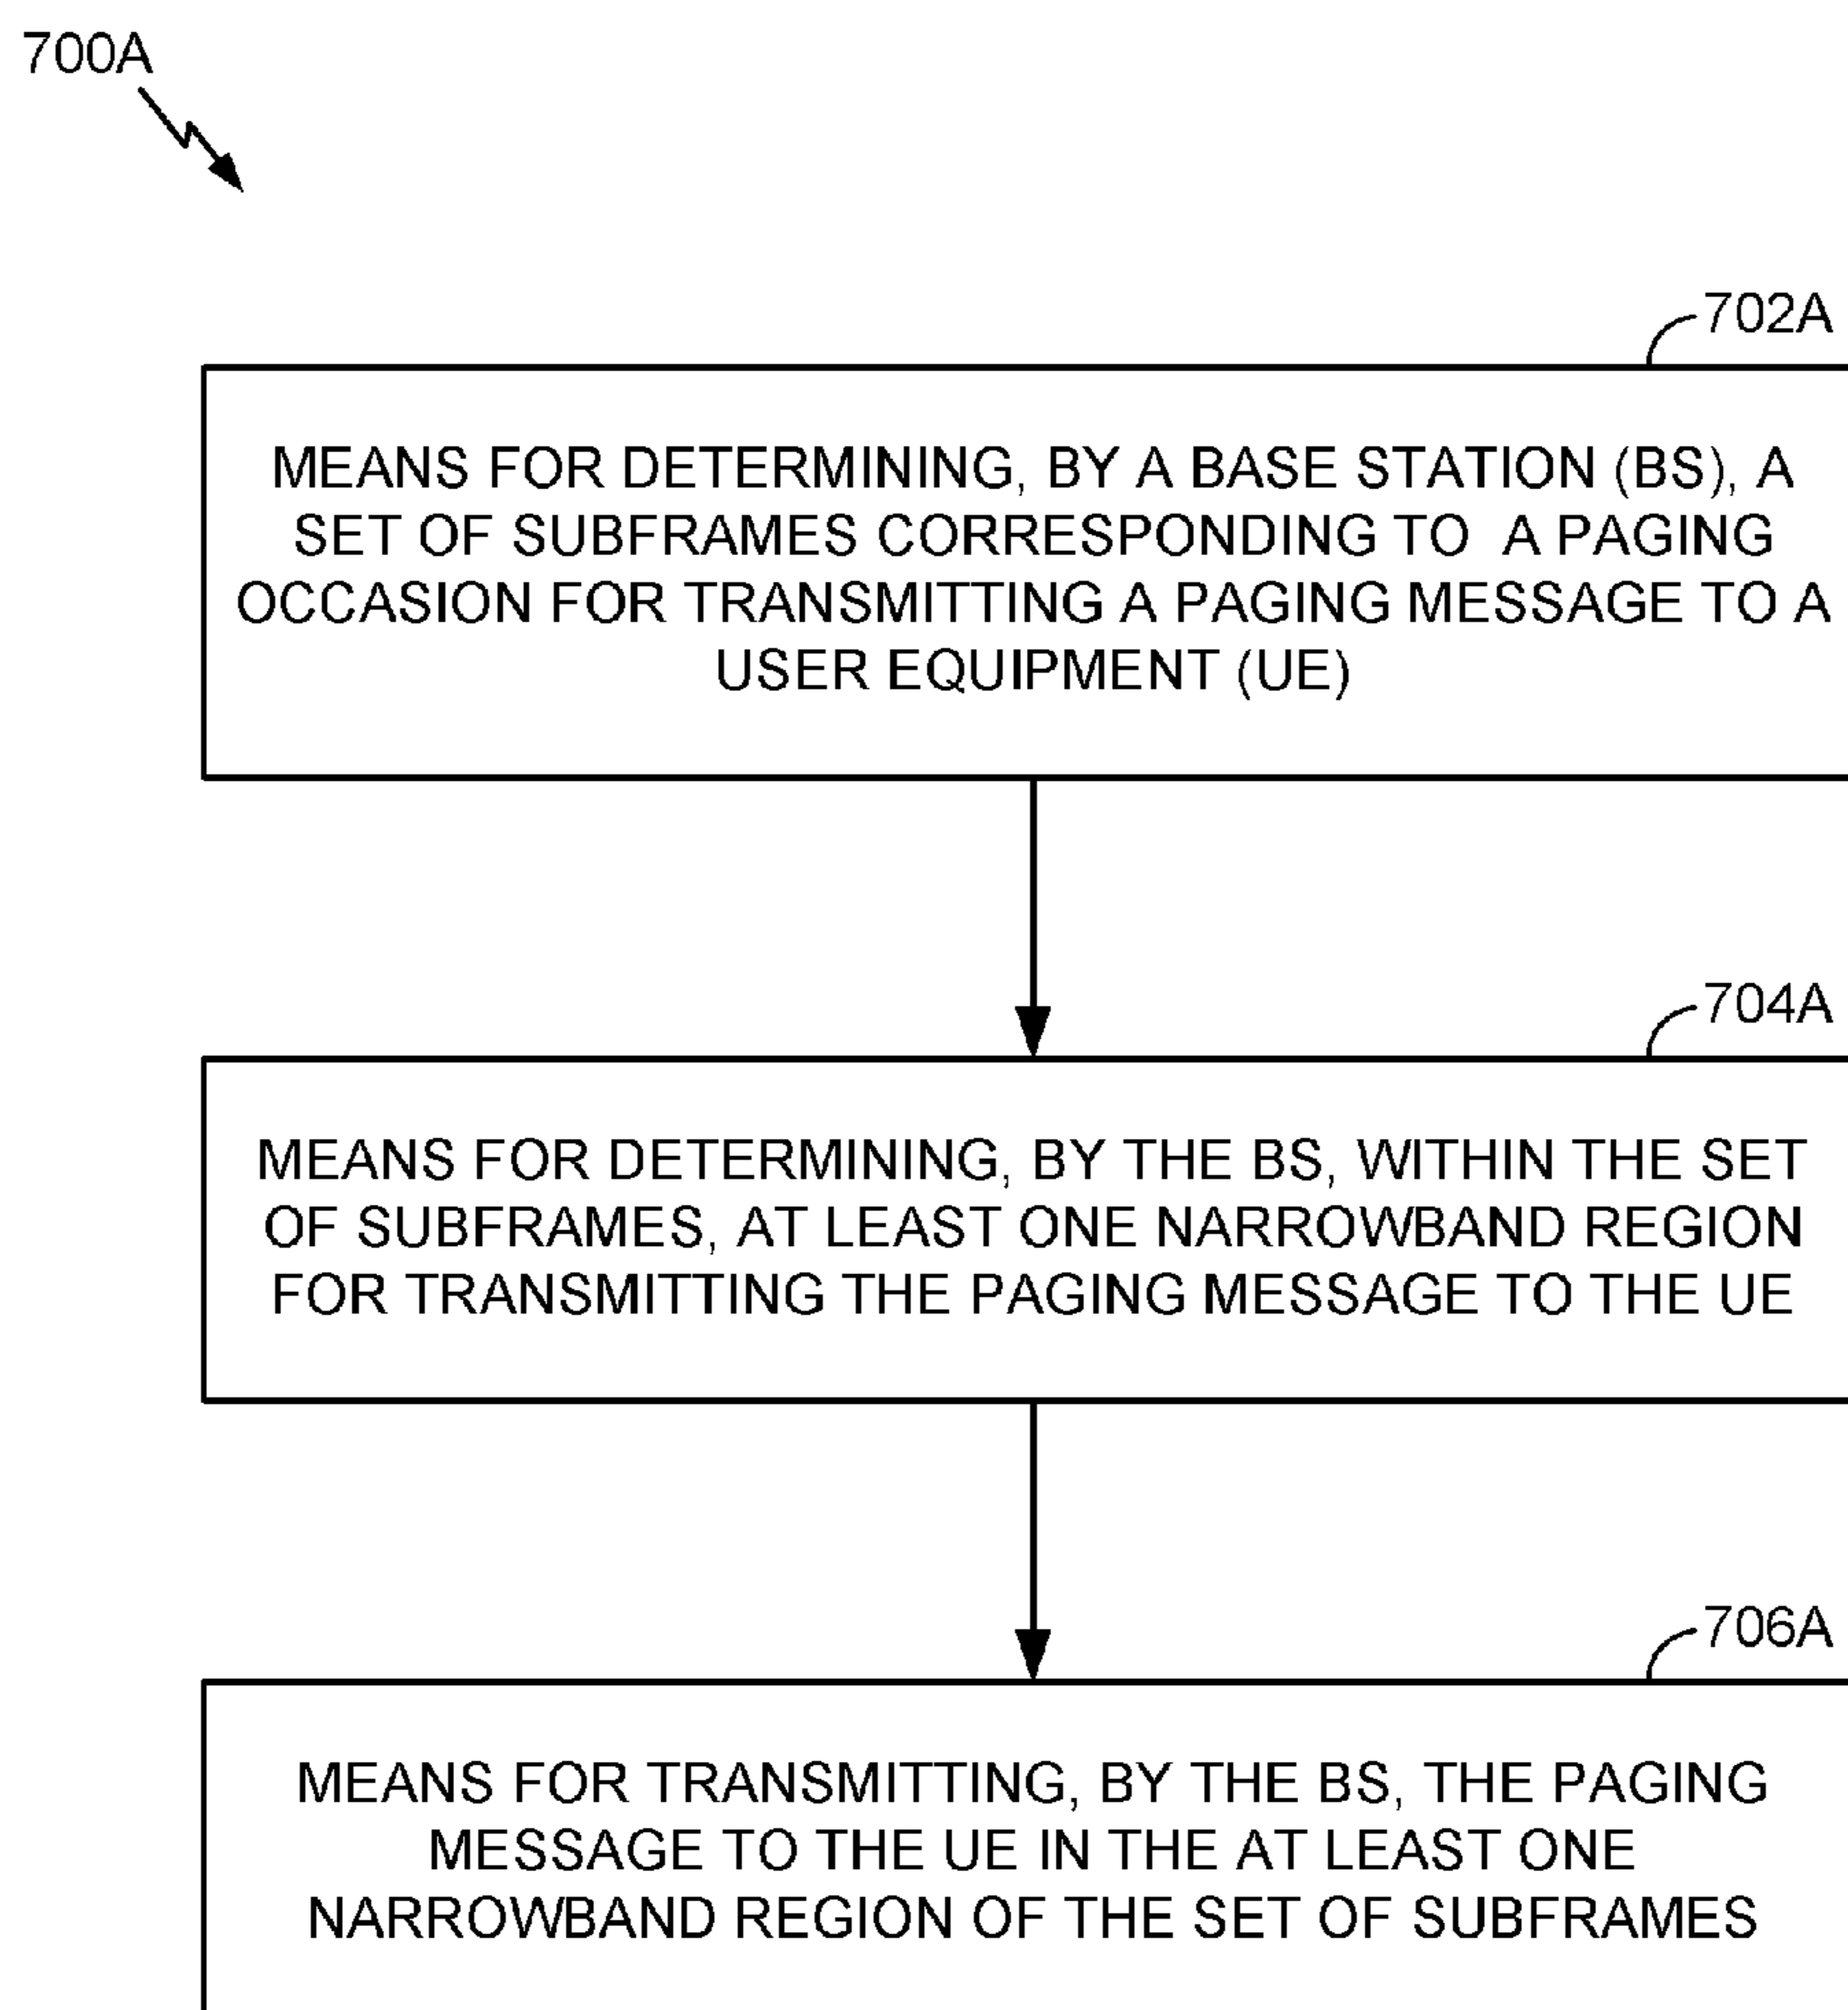 700A
702A
MEANS FOR DETERMINING, BY A BASE STATION (BS), A
SET OF SUBFRAMES CORRESPONDING TO A PAGING
OCCASION FOR TRANSMITTING A PAGING MESSAGE TO A
USER EQUIPMENT (UE)
704A
MEANS FOR DETERMINING, BY THE BS, WITHIN THE SET
OF SUBFRAMES, AT LEAST ONE NARROWBAND REGION
FOR TRANSMITTING THE PAGING MESSAGE TO THE UE
706A
MEANS FOR TRANSMITTING, BY THE BS, THE PAGING
MESSAGE TO THE UE IN THE AT LEAST ONE
NARROWBAND REGION OF THE SET OF SUBFRAMES